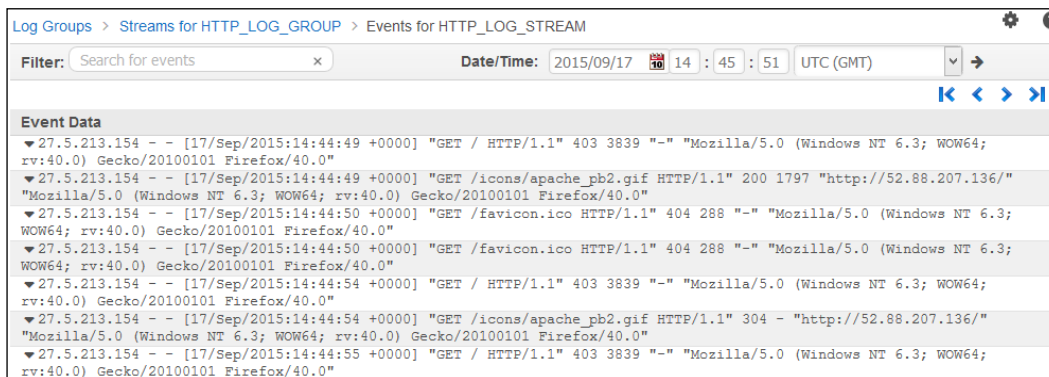 Log Groups > Streams for HTTP_LOG_GROUP > Events for HTTP_LOG_STREAM
Filter: Search for events × Date/Time: 2015/09/17 10 14 : 45 : 51 UTC (GMT)
Event Data
▼27.5.213.154 - - [17/Sep/2015:14:44:49 +0000] "GET / HTTP/1.1" 403 3839 "-" "Mozilla/5.0 (Windows NT 6.3; WOW64;
rv:40.0) Gecko/20100101 Firefox/40.0"
▼27.5.213.154 - - [17/Sep/2015:14:44:49 +0000] "GET /icons/apache_pb2.gif HTTP/1.1" 200 1797 "http://52.88.207.136/"
"Mozilla/5.0 (Windows NT 6.3; WOW64; rv:40.0) Gecko/20100101 Firefox/40.0"
▼27.5.213.154 - - [17/Sep/2015:14:44:50 +0000] "GET /favicon.ico HTTP/1.1" 404 288 "-" "Mozilla/5.0 (Windows NT 6.3;
WOW64; rv:40.0) Gecko/20100101 Firefox/40.0"
▼27.5.213.154 - - [17/Sep/2015:14:44:50 +0000] "GET /favicon.ico HTTP/1.1" 404 288 "-" "Mozilla/5.0 (Windows NT 6.3;
WOW64; rv:40.0) Gecko/20100101 Firefox/40.0"
▼27.5.213.154 - - [17/Sep/2015:14:44:54 +0000] "GET / HTTP/1.1" 403 3839 "-" "Mozilla/5.0 (Windows NT 6.3; WOW64;
rv:40.0) Gecko/20100101 Firefox/40.0"
▼27.5.213.154 - - [17/Sep/2015:14:44:54 +0000] "GET /icons/apache_pb2.gif HTTP/1.1" 304 - "http://52.88.207.136/"
"Mozilla/5.0 (Windows NT 6.3; WOW64; rv:40.0) Gecko/20100101 Firefox/40.0"
▼27.5.213.154 - - [17/Sep/2015:14:44:55 +0000] "GET / HTTP/1.1" 403 3839 "-" "Mozilla/5.0 (Windows NT 6.3; WOW64;
rv:40.0) Gecko/20100101 Firefox/40.0"